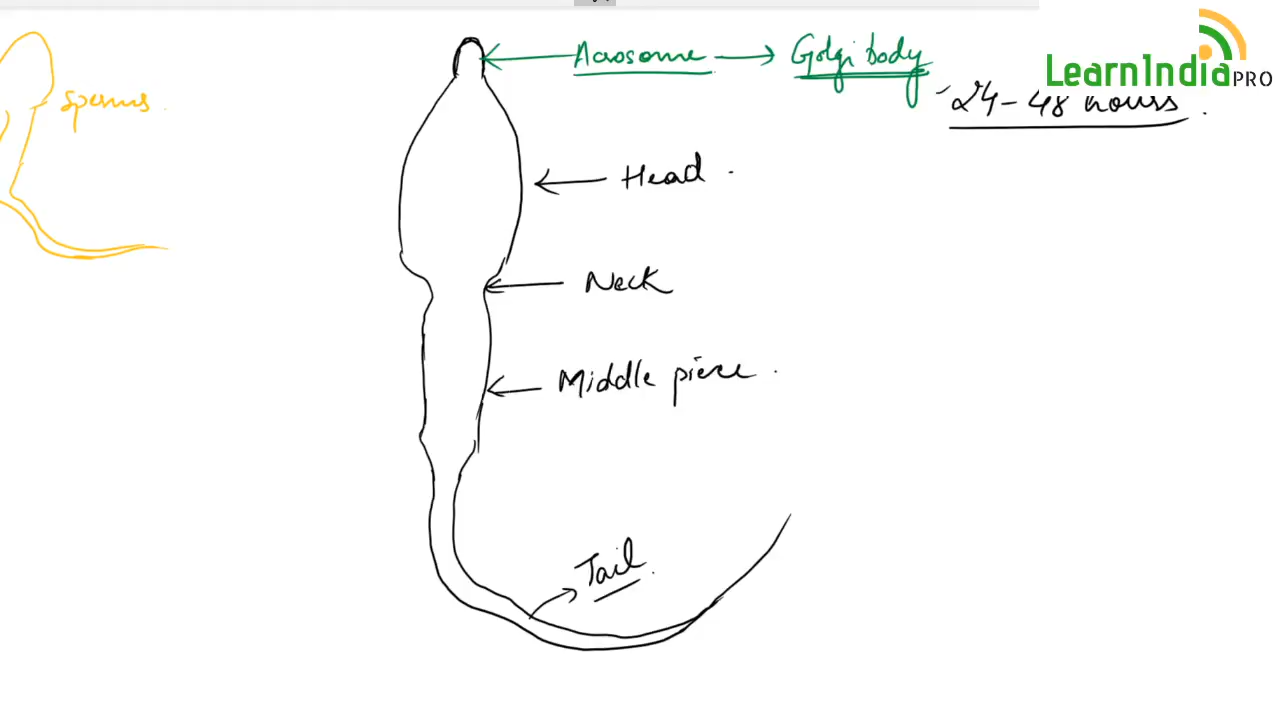 LearnIndia PRO
Acrosome → Golgi body
24-48 hours.
sperms.
Head.
Neck
Middle piece.
Tail.